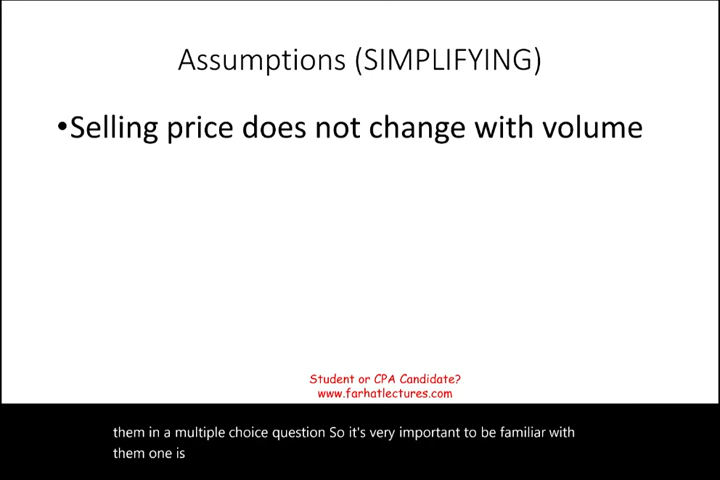 Assumptions (SIMPLIFYING)
•Selling price does not change with volume
Student or CPA Candidate?
www.farhatlectures.com
them in a multiple choice question So it's very important to be familiar with
them one is